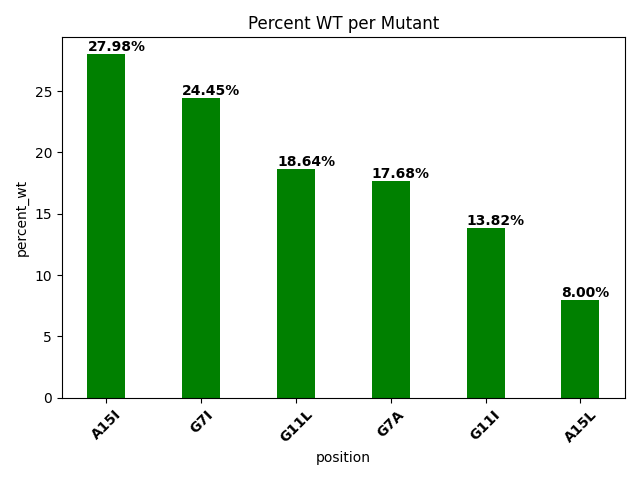 Percent WT per Mutant
27.98%
24.45%
18.64%
17.68%
13.82%
8.00%
percent_wt
25
20
15
10
5
0
A15I
G7I
G11L
G7A
G11I
A15L
position